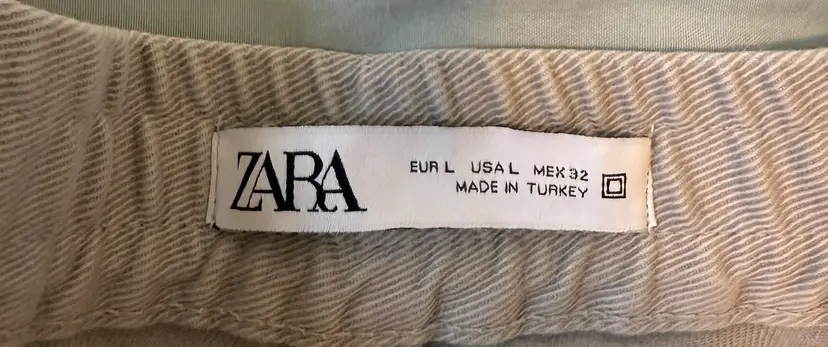 ZARA
EUR L USA L MEX 32
MADE IN TURKEY